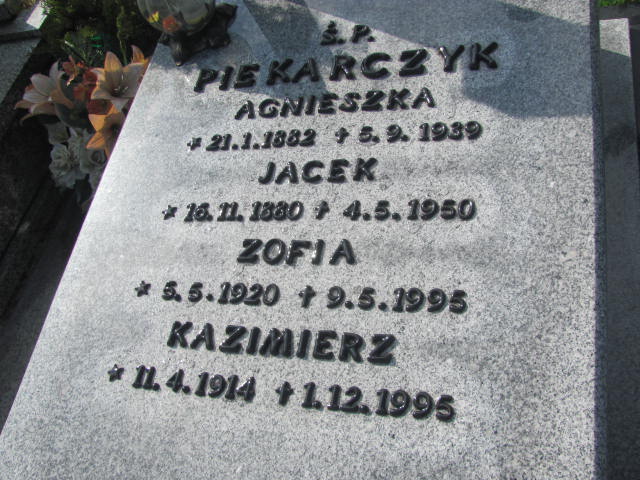 Ś.P.
PIEKARCZYK
AGNIESZKA
* 21.1.1882 ✝ 5.9.1939
JACEK
* 16.11.1880 ✝ 4.5.1950
ZOFIA
* 5.5.1920 ✝ 9.5.1995
KAZIMIERZ
* 11.4.1914 ✝ 1.12.1995